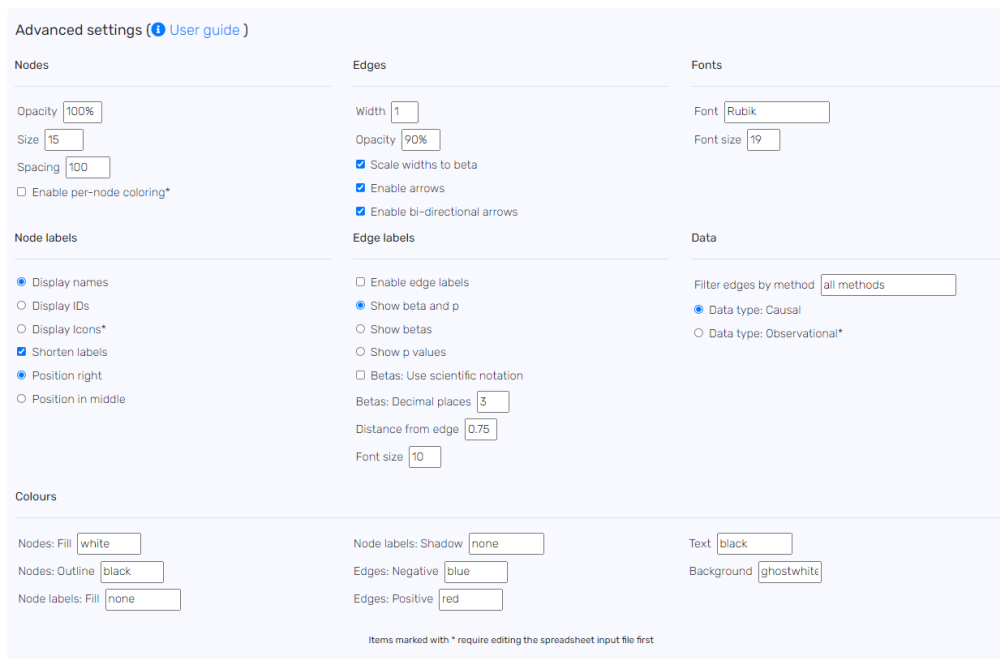 Advanced settings (i User guide )
Nodes
Opacity 100%
Size 15
Spacing 100
Enable per-node coloring*
Edges
Width 1
Opacity 90%
Scale widths to beta
Enable arrows
Enable bi-directional arrows
Fonts
Font Rubik
Font size 19
Node labels
Display names
Display IDs
Display Icons*
Shorten labels
Position right
Position in middle
Edge labels
Enable edge labels
Show beta and p
Show betas
Show p values
Betas: Use scientific notation
Betas: Decimal places 3
Distance from edge 0.75
Font size 10
Data
Filter edges by method all methods
Data type: Causal
Data type: Observational*
Colours
Nodes: Fill white
Nodes: Outline black
Node labels: Fill none
Node labels: Shadow none
Edges: Negative blue
Edges: Positive red
Text black
Background ghostwhite
Items marked with * require editing the spreadsheet input file first